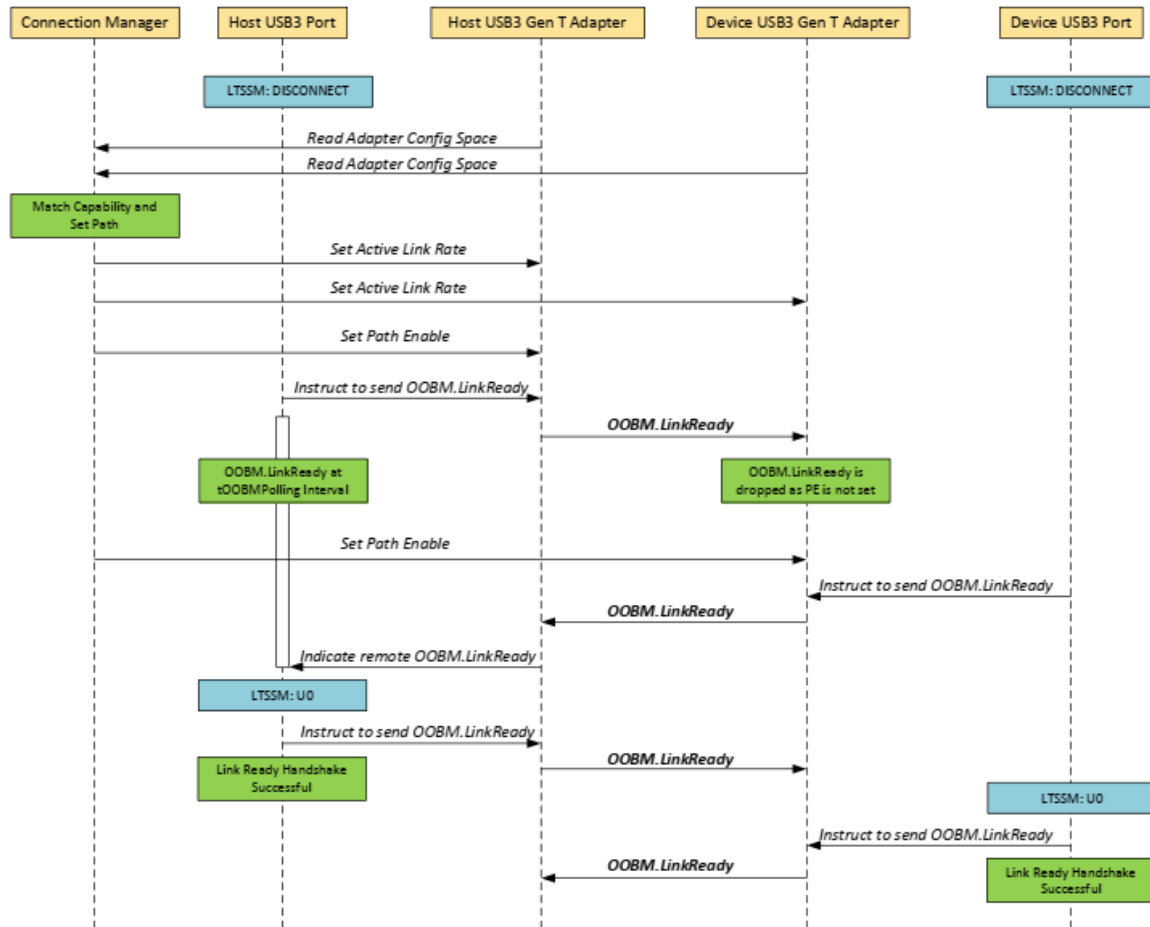 Connection Manager
Host USB3 Port
Host USB3 Gen T Adapter
Device USB3 Gen T Adapter
Device USB3 Port
LTSSM: DISCONNECT
LTSSM: DISCONNECT
Read Adapter Config Space
Read Adapter Config Space
Match Capability and
Set Path
Set Active Link Rate
Set Active Link Rate
Set Path Enable
Instruct to send OOBM.LinkReady
OOBM.LinkReady
OOBM.LinkReady at
tOOBMPolling Interval
OOBM.LinkReady is
dropped as PE is not set
Set Path Enable
Instruct to send OOBM.LinkReady
OOBM.LinkReady
Indicate remote OOBM.LinkReady
LTSSM: U0
Instruct to send OOBM.LinkReady
OOBM.LinkReady
Link Ready Handshake
Successful
LTSSM: U0
Instruct to send OOBM.LinkReady
OOBM.LinkReady
Link Ready Handshake
Successful